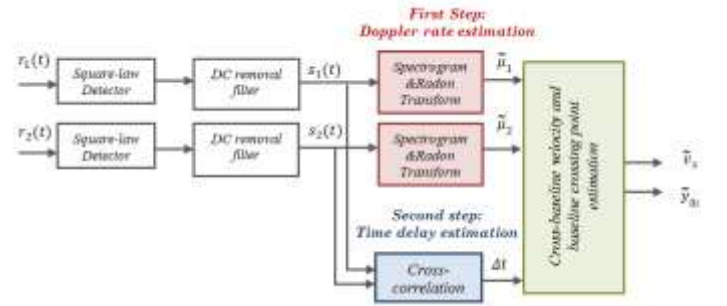 First Step:
Doppler rate estimation
r₁(t)
Square-law
Detector
DC removal
filter
s₁(t)
Spectrogram
&Radon
Transform
μ̃₁
r₂(t)
Square-law
Detector
DC removal
filter
s₂(t)
Spectrogram
&Radon
Transform
μ̃₂
Cross-baseline velocity and
baseline crossing point
estimation
Second step:
Time delay estimation
Cross-
correlation
Δt